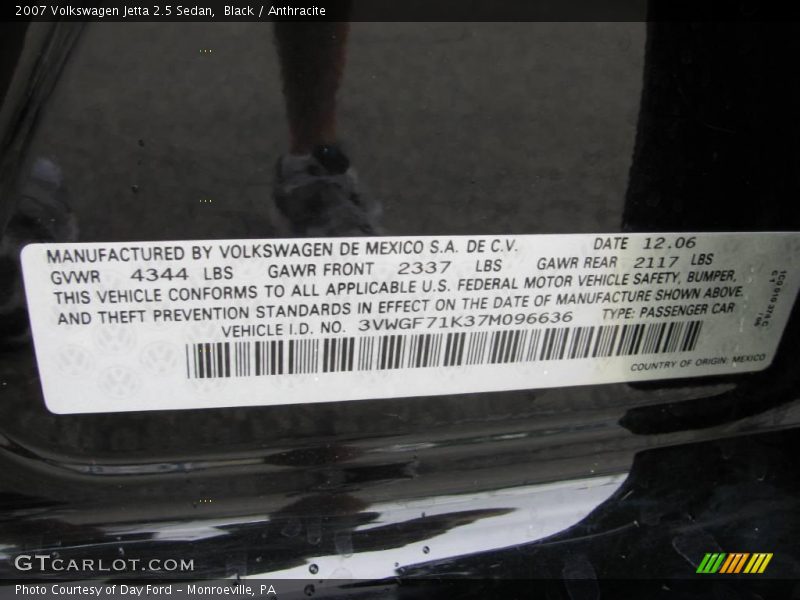 2007 Volkswagen Jetta 2.5 Sedan, Black / Anthracite
MANUFACTURED BY VOLKSWAGEN DE MEXICO S.A. DE C.V. DATE 12.06
GVWR 4344 LBS GAWR FRONT 2337 LBS GAWR REAR 2117 LBS
THIS VEHICLE CONFORMS TO ALL APPLICABLE U.S. FEDERAL MOTOR VEHICLE SAFETY, BUMPER,
AND THEFT PREVENTION STANDARDS IN EFFECT ON THE DATE OF MANUFACTURE SHOWN ABOVE.
VEHICLE I.D. NO. 3VWGF71K37M096636 TYPE: PASSENGER CAR
COUNTRY OF ORIGIN: MEXICO
GTCARLOT.COM
Photo Courtesy of Day Ford – Monroeville, PA